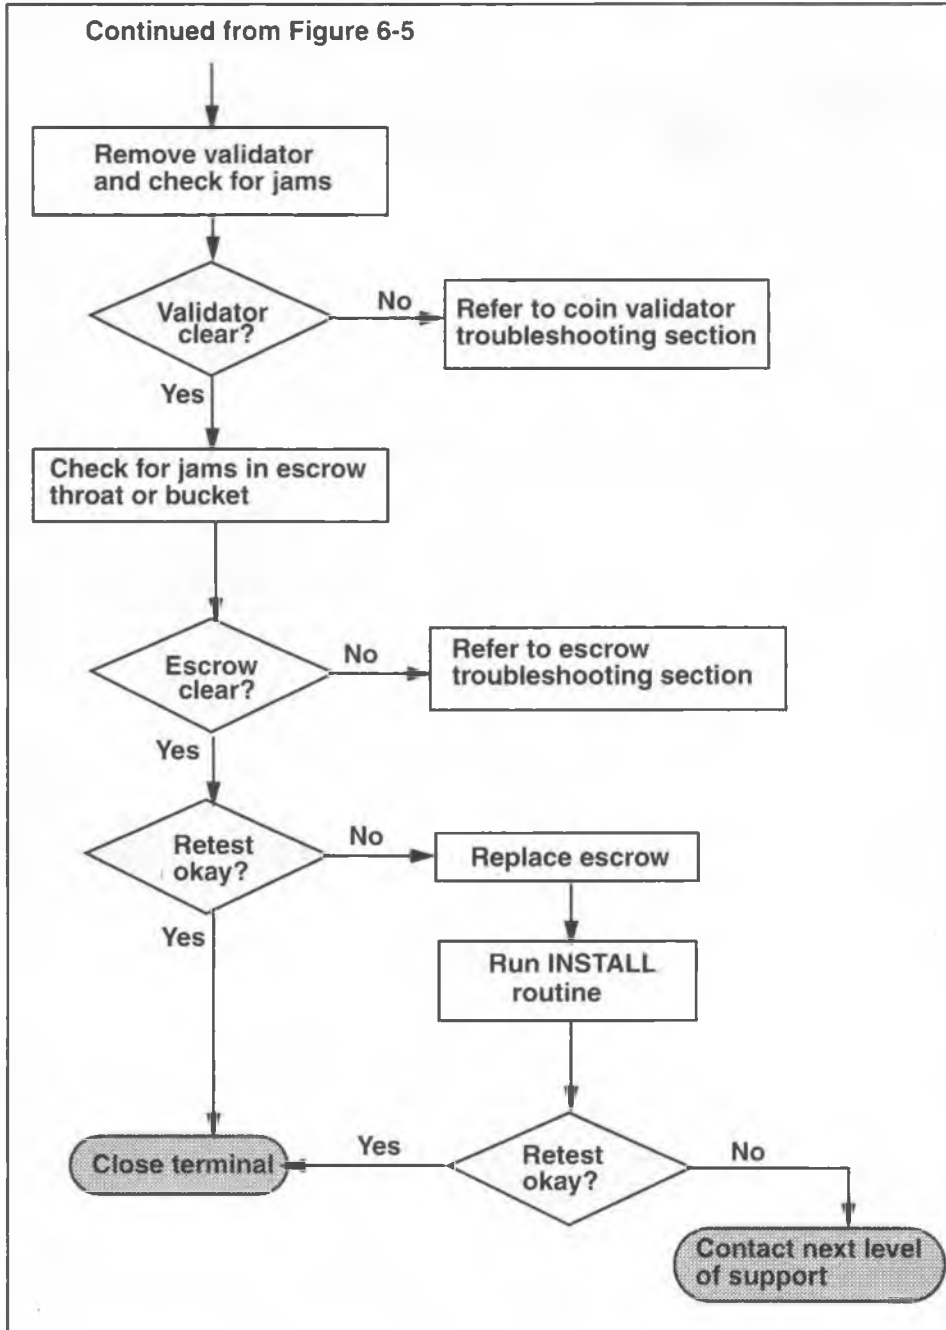 Continued from Figure 6-5
Remove validator
and check for jams
Validator
clear?
No
Refer to coin validator
troubleshooting section
Yes
Check for jams in escrow
throat or bucket
Escrow
clear?
No
Refer to escrow
troubleshooting section
Yes
Retest
okay?
No
Replace escrow
Yes
Run INSTALL
routine
Close terminal
Yes
Retest
okay?
No
Contact next level
of support